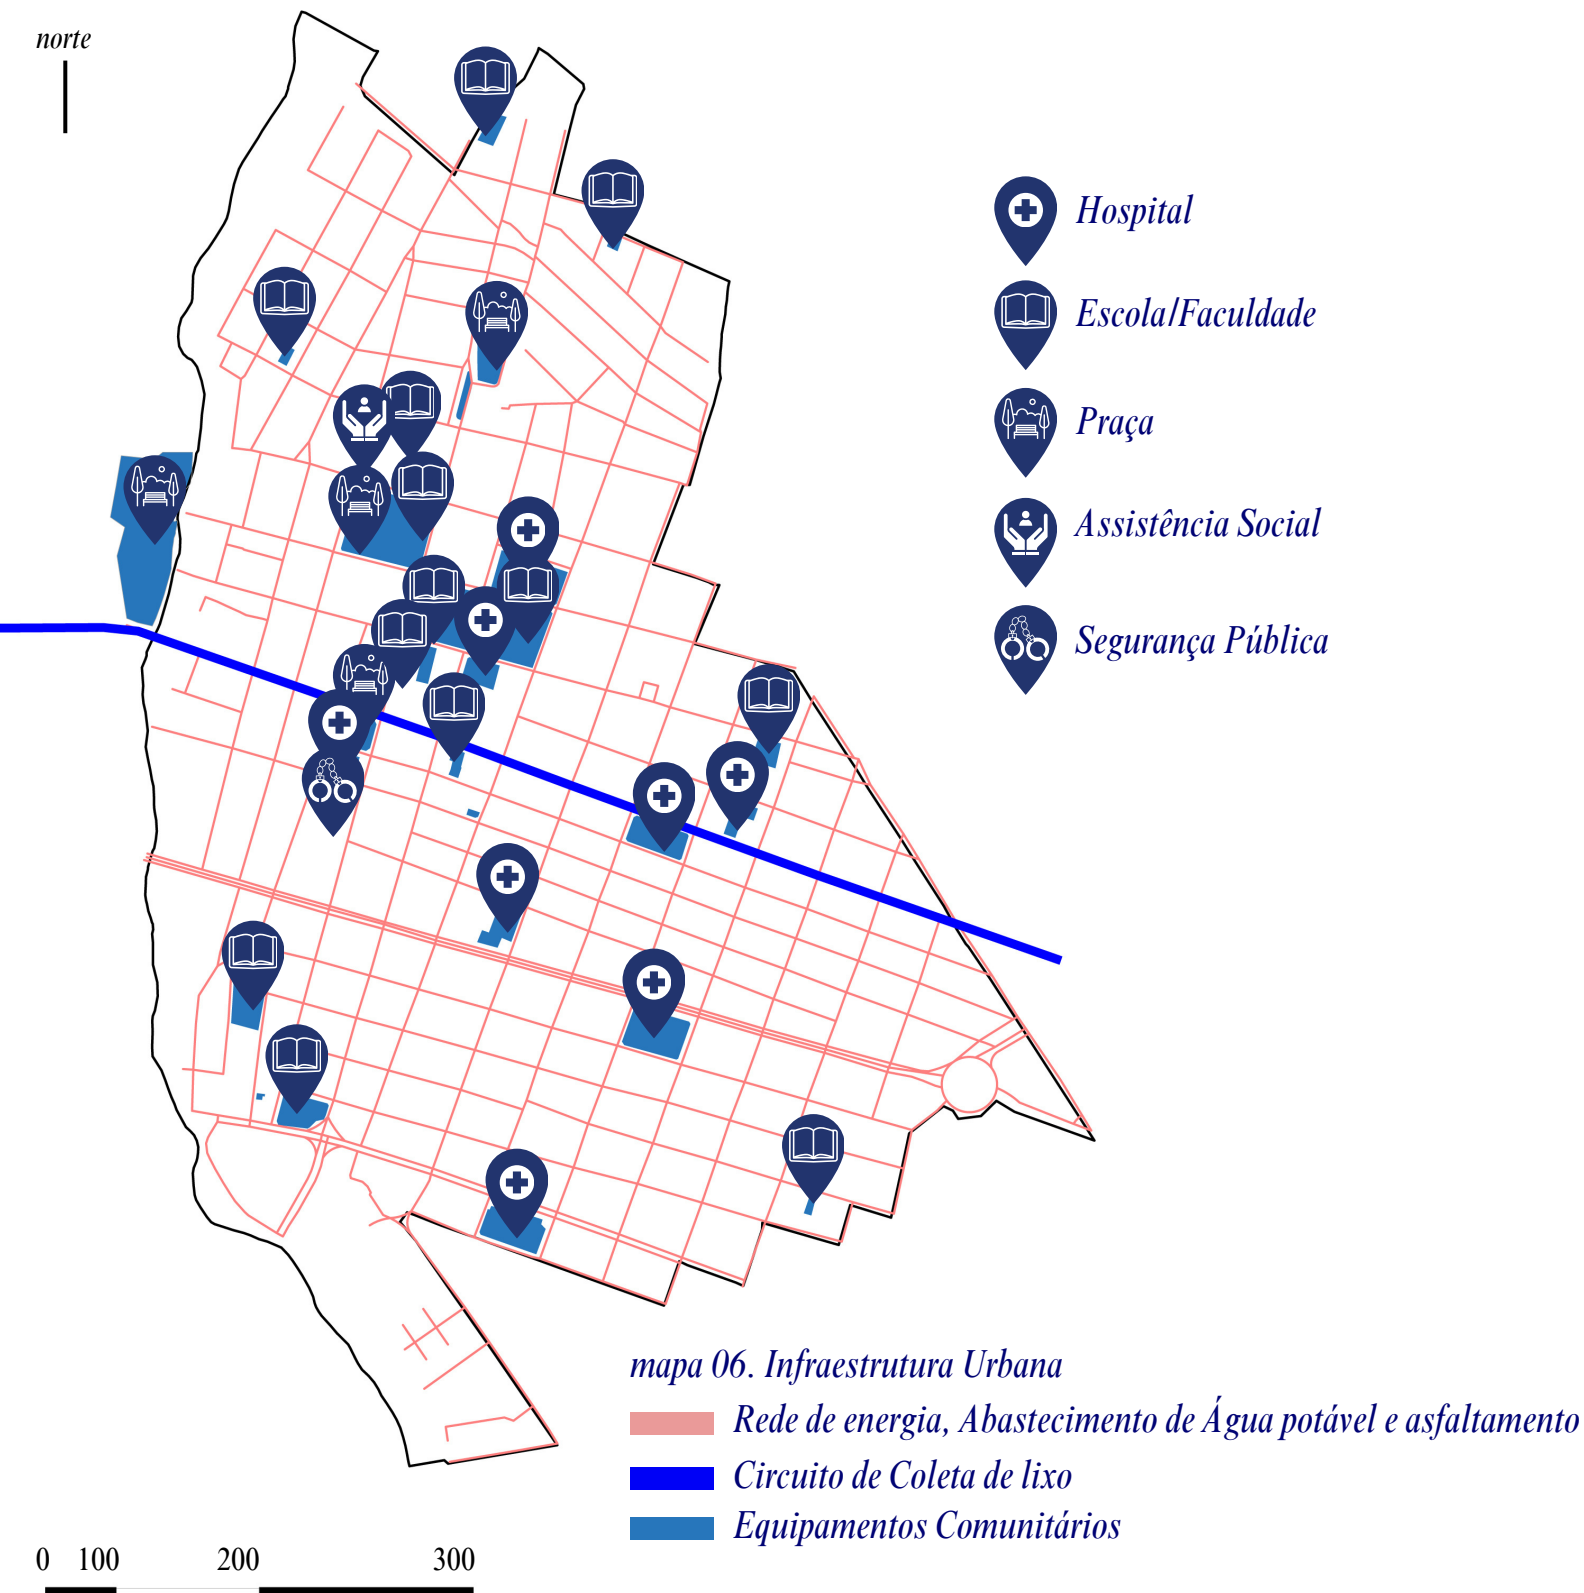 norte
Hospital
Escola/Faculdade
Praça
Assistência Social
Segurança Pública
mapa 06. Infraestrutura Urbana
Rede de energia, Abastecimento de Água potável e asfaltamento
Circuito de Coleta de lixo
Equipamentos Comunitários
0 100 200 300